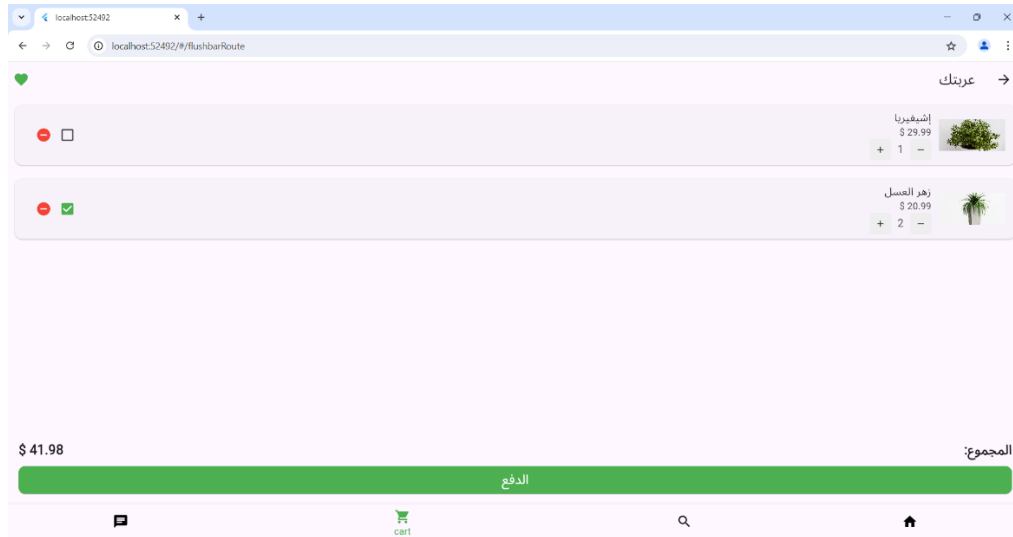 localhost:52492
localhost:52492/#/flushbarRoute
عربتك
إشيفيريا
$ 29.99
+ 1 −
زهر العسل
$ 20.99
+ 2 −
المجموع:
$ 41.98
الدفع
cart